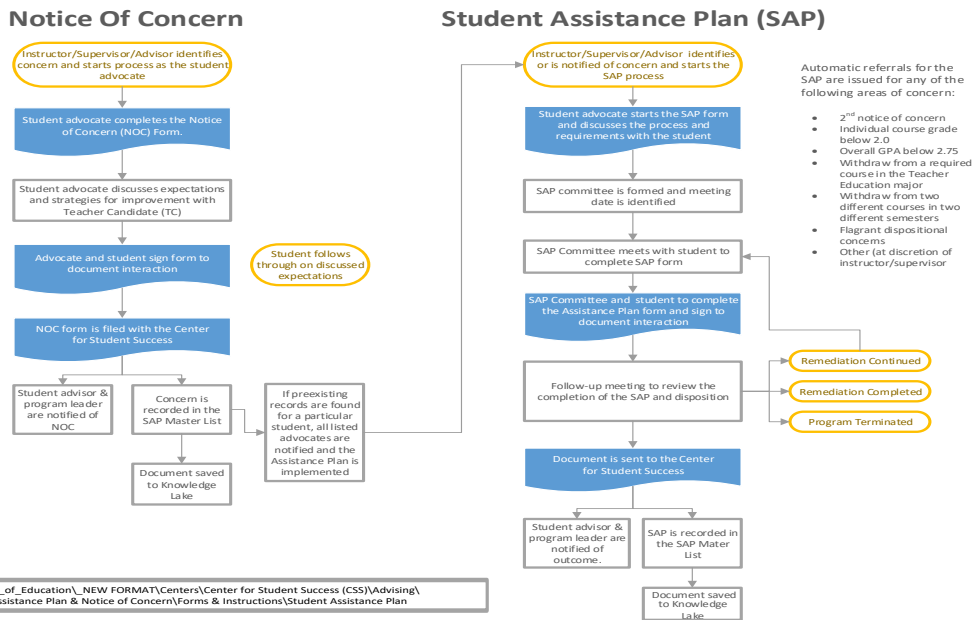 Notice Of Concern
Instructor/Supervisor/Advisor identifies
concern and starts process as the student
advocate
Student advocate completes the Notice
of Concern (NOC) Form.
Student advocate discusses expectations
and strategies for improvement with
Teacher Candidate (TC)
Advocate and student sign form to
document interaction
Student follows
through on discussed
expectations
NOC form is filed with the Center
for Student Success
Student advisor &
program leader
are notified of
NOC
Concern is
recorded in the
SAP Master List
If preexisting
records are found
for a particular
student, all listed
advocates are
notified and the
Assistance Plan is
implemented
Document saved
to Knowledge
Lake
Student Assistance Plan (SAP)
Instructor/Supervisor/Advisor identifies
or is notified of concern and starts the
SAP process
Student advocate starts the SAP form
and discusses the process and
requirements with the student
SAP committee is formed and meeting
date is identified
SAP Committee meets with student to
complete SAP form
SAP Committee and student to complete
the Assistance Plan form and sign to
document interaction
Follow-up meeting to review the
completion of the SAP and disposition
Remediation Continued
Remediation Completed
Program Terminated
Document is sent to the Center
for Student Success
Student advisor &
program leader are
notified of
outcome.
SAP is recorded in
the SAP Mater
List
Document saved
to Knowledge
Lake
Automatic referrals for the
SAP are issued for any of the
following areas of concern:
• 2nd notice of concern
• Individual course grade
below 2.0
• Overall GPA below 2.75
• Withdraw from a required
course in the Teacher
Education major
• Withdraw from two
different courses in two
different semesters
• Flagrant dispositional
concerns
• Other (at discretion of
instructor/supervisor
_of_Education\_NEW FORMAT\Centers\Center for Student Success (CSS)\Advising\
ssistance Plan & Notice of Concern\Forms & Instructions\Student Assistance Plan